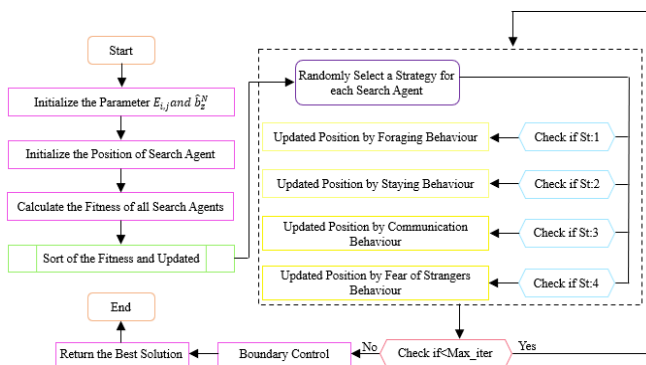 Start
Initialize the Parameter E_{i,j} and b̂_z^N
Initialize the Position of Search Agent
Calculate the Fitness of all Search Agents
Sort of the Fitness and Updated
Randomly Select a Strategy for
each Search Agent
Updated Position by Foraging Behaviour
Check if St:1
Updated Position by Staying Behaviour
Check if St:2
Updated Position by Communication
Behaviour
Check if St:3
Updated Position by Fear of Strangers
Behaviour
Check if St:4
Check if<Max_iter
Yes
No
Boundary Control
Return the Best Solution
End